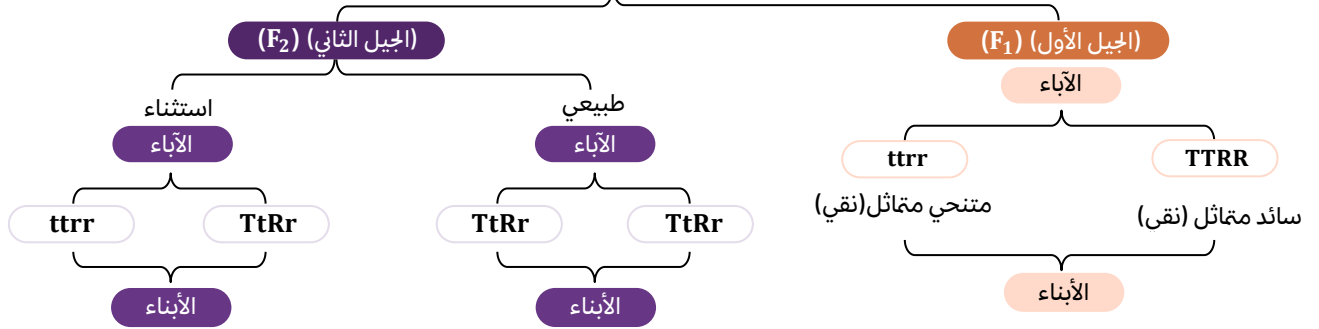 (الجيل الأول) (F₁)
الآباء
TTRR
سائد متماثل (نقي)
ttrr
متنحي متماثل(نقي)
الأبناء
(الجيل الثاني) (F₂)
طبيعي
الآباء
TtRr
TtRr
الأبناء
استثناء
الآباء
TtRr
ttrr
الأبناء